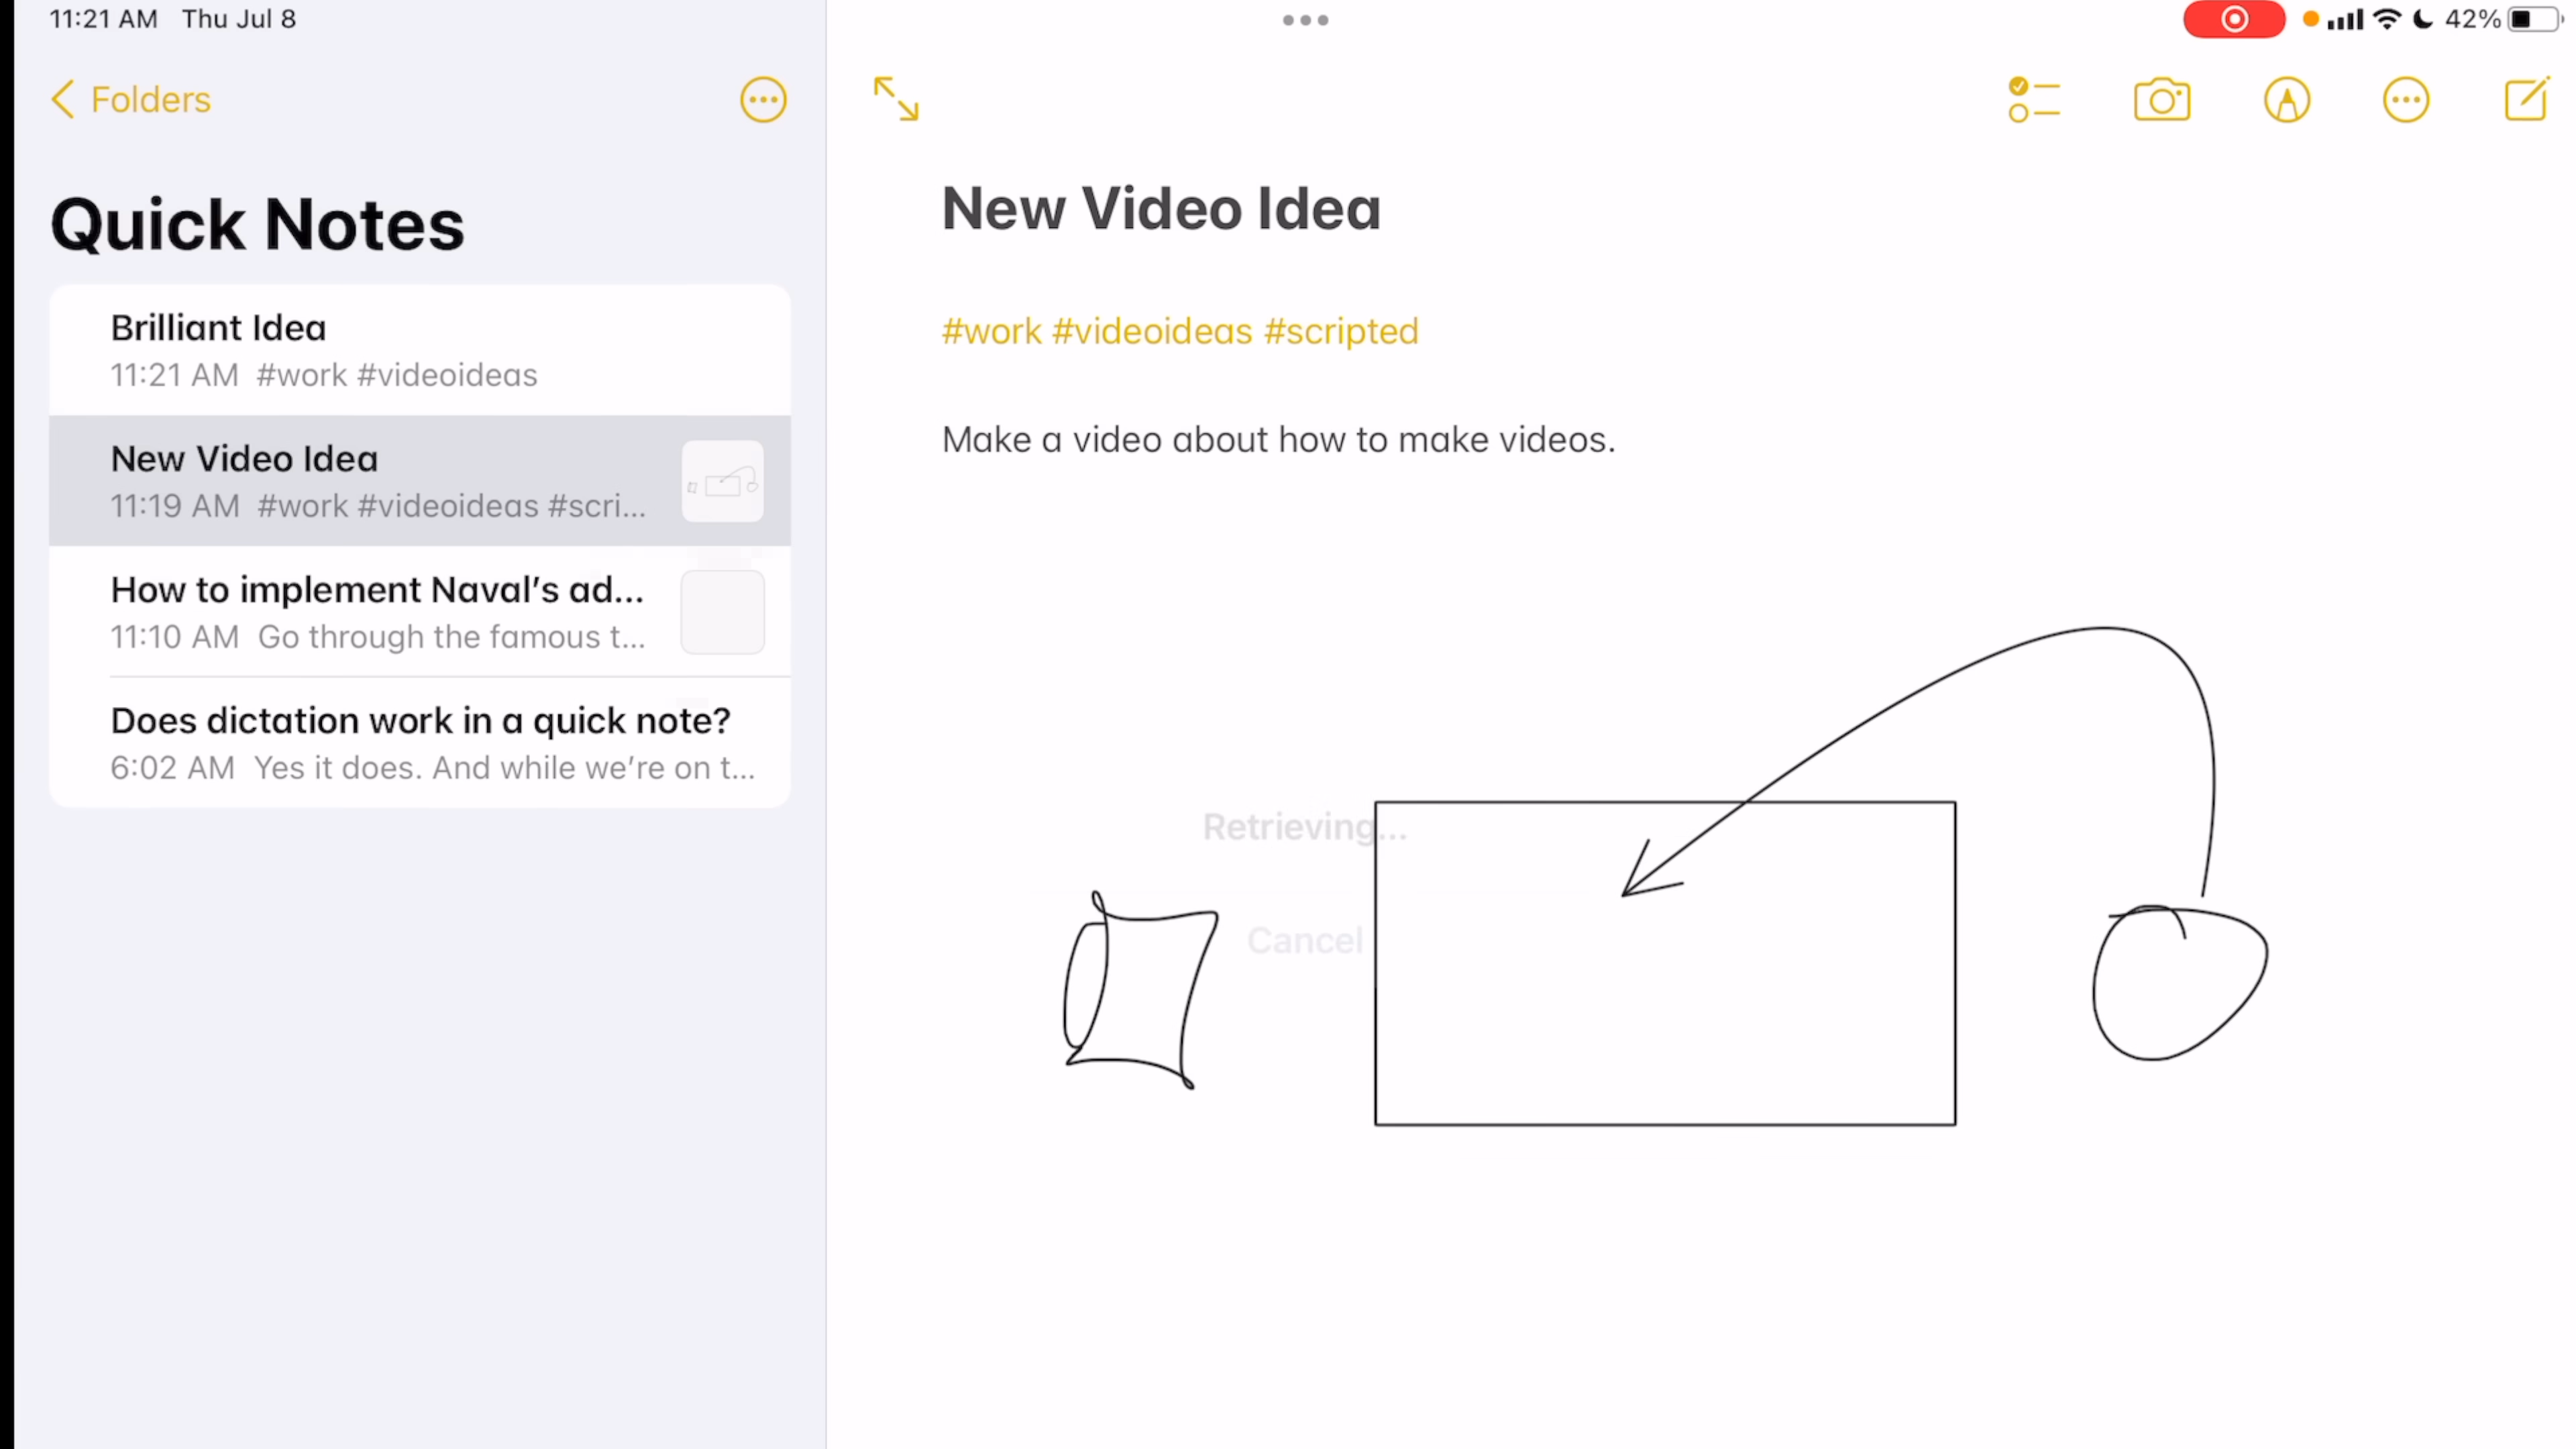 11:21 AM Thu Jul 8
42%
Folders
Quick Notes
Brilliant Idea
11:21 AM #work #videoideas
New Video Idea
11:19 AM #work #videoideas #scri...
How to implement Naval's ad...
11:10 AM Go through the famous t...
Does dictation work in a quick note?
6:02 AM Yes it does. And while we're on t...
New Video Idea
#work #videoideas #scripted
Make a video about how to make videos.
Retrieving...
Cancel